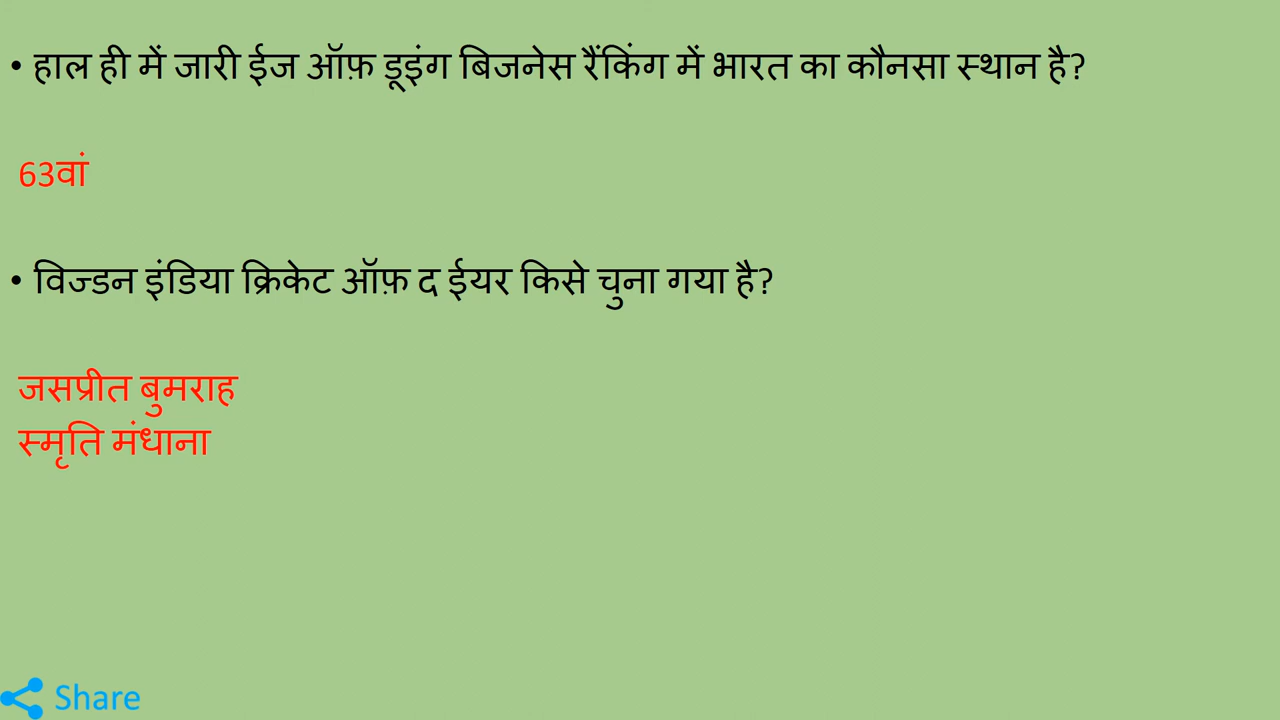 • हाल ही में जारी ईज ऑफ़ डूइंग बिजनेस रैंकिंग में भारत का कौनसा स्थान है?
63वां
• विज्डन इंडिया क्रिकेट ऑफ़ द ईयर किसे चुना गया है?
जसप्रीत बुमराह
स्मृति मंधाना
Share